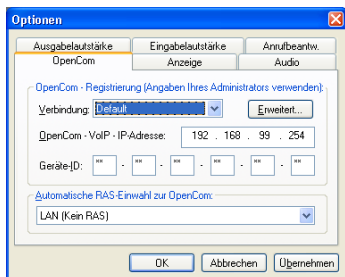 Optionen
Ausgabelautstärke Eingabelautstärke Anrufbeantw.
OpenCom Anzeige Audio
OpenCom - Registrierung (Angaben Ihres Administrators verwenden):
Verbindung: Default Erweitert...
OpenCom - VoIP - IP-Adresse: 192 . 168 . 99 . 254
Geräte-ID: ** - ** - ** - ** - ** - **
Automatische RAS-Einwahl zur OpenCom:
LAN (Kein RAS)
OK Abbrechen Übernehmen